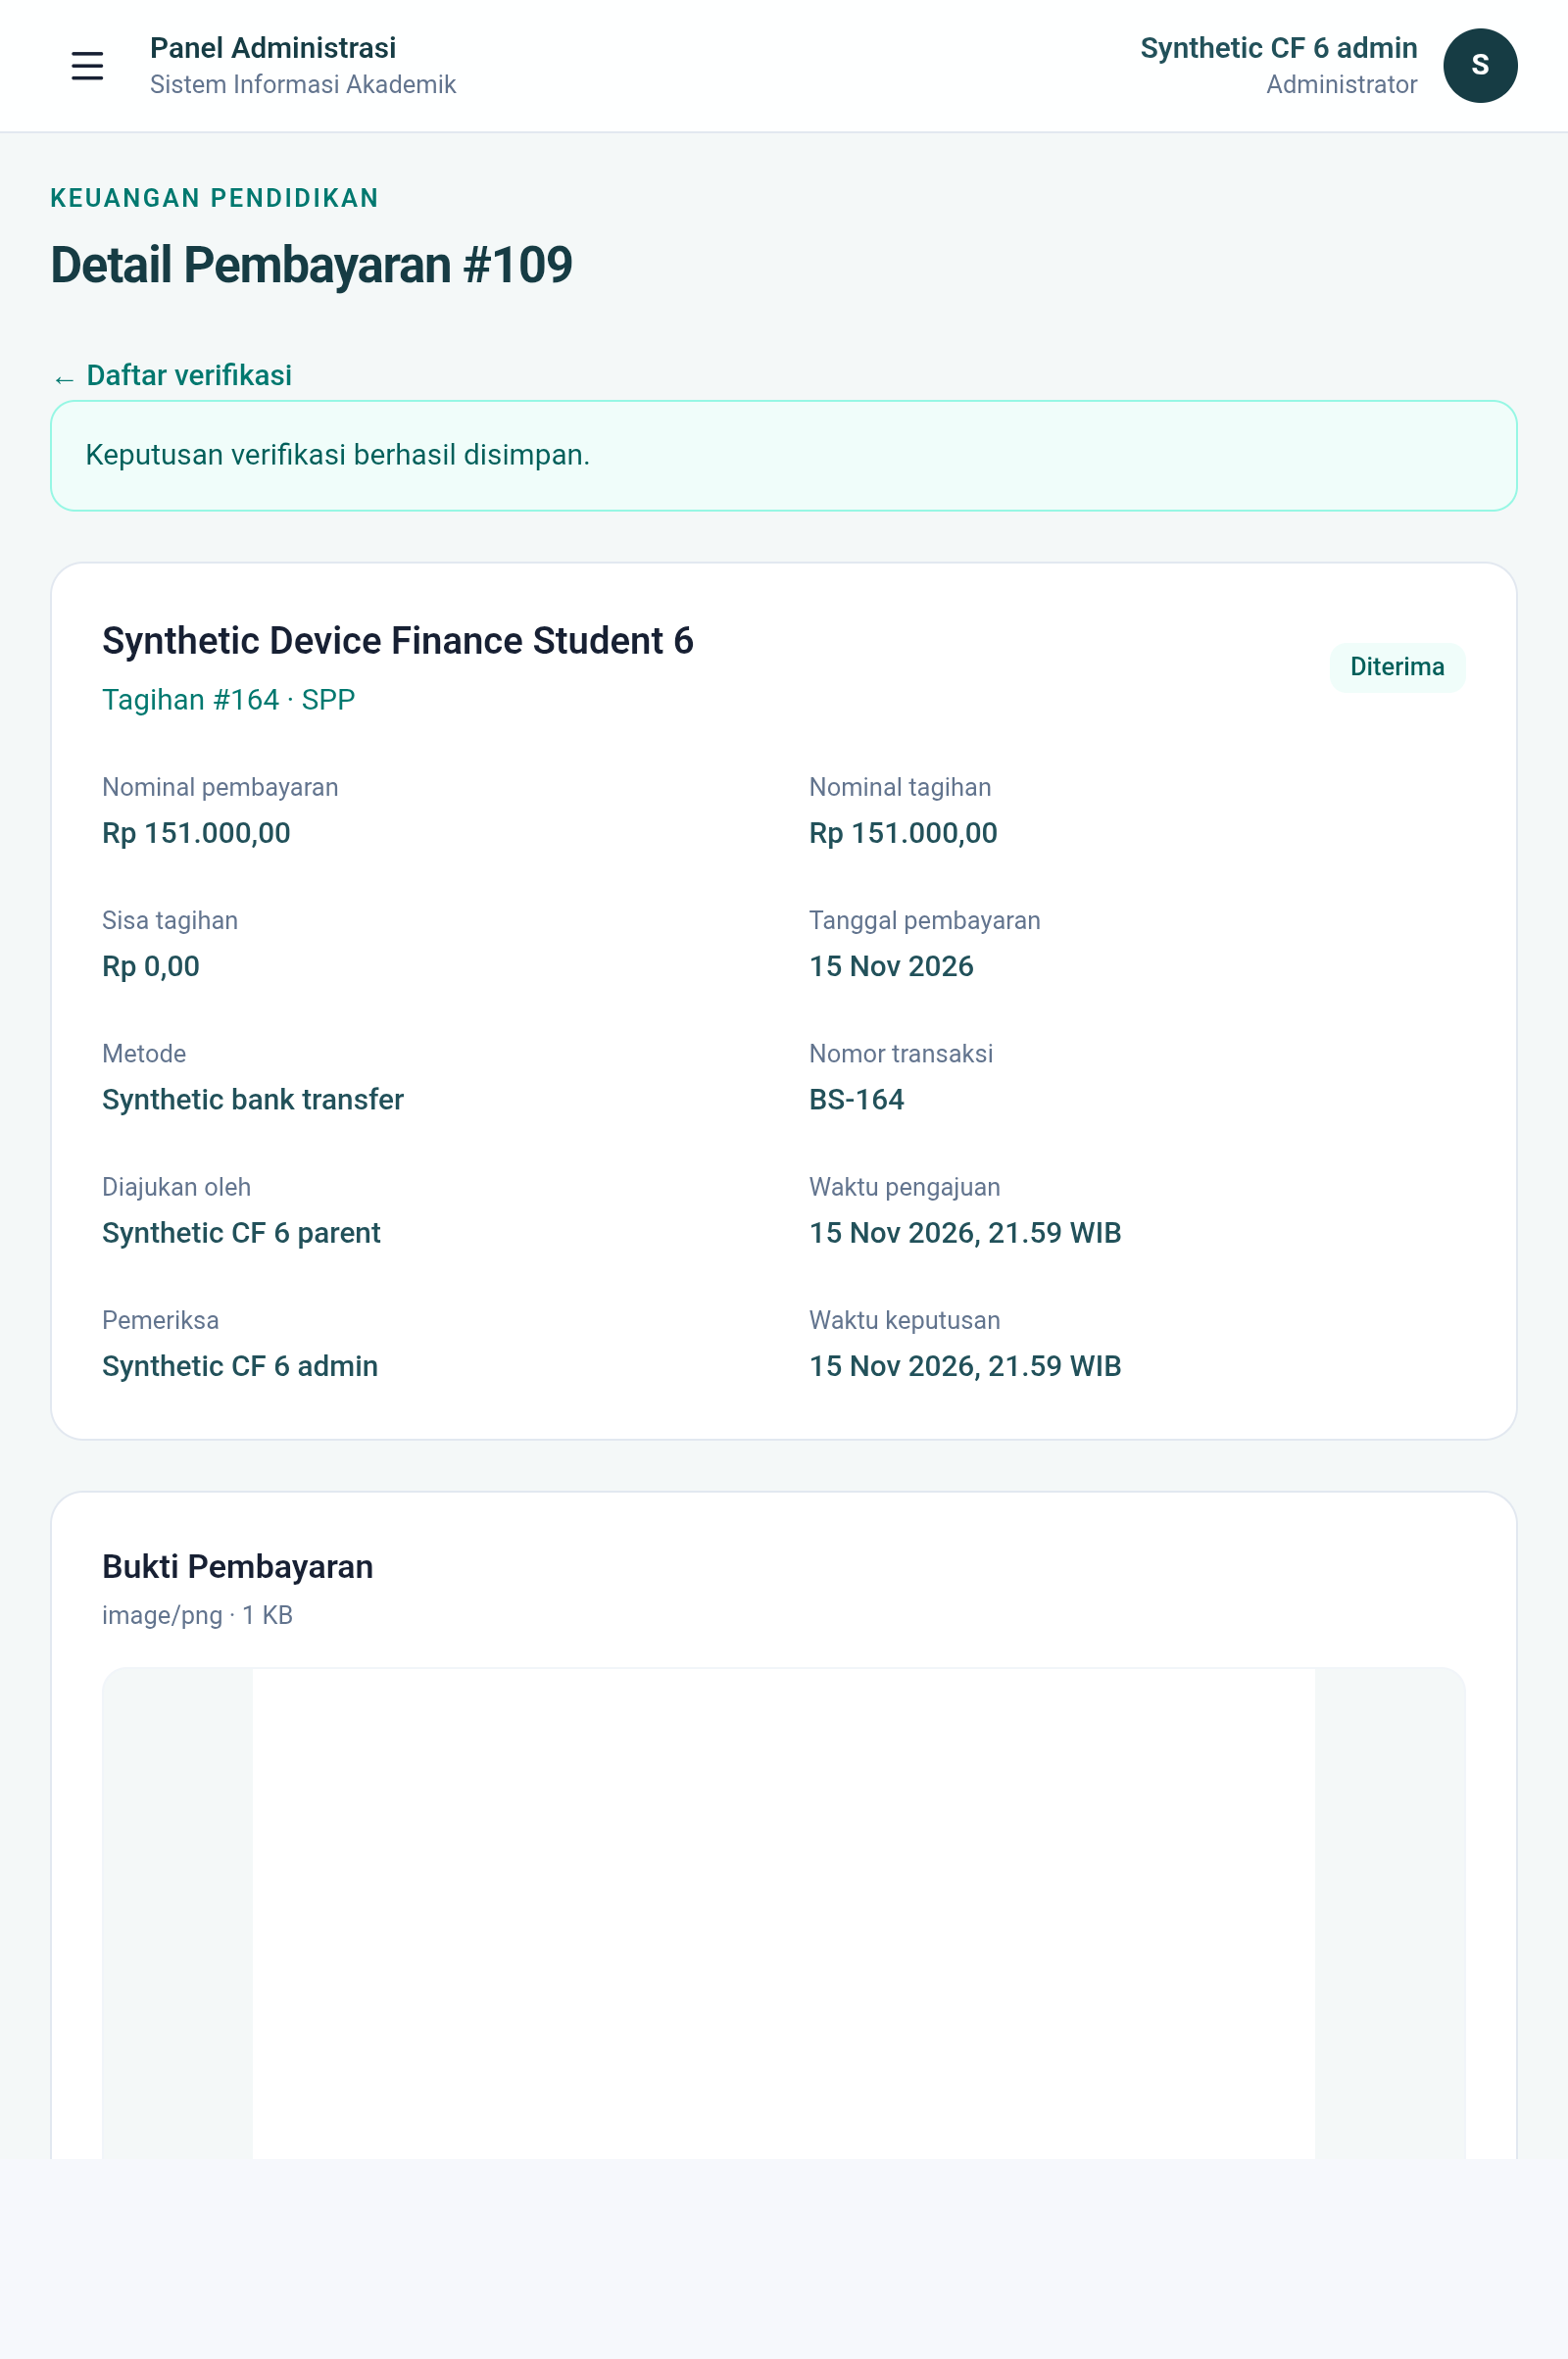 Panel Administrasi
Sistem Informasi Akademik
Synthetic CF 6 admin
Administrator
S
KEUANGAN PENDIDIKAN
Detail Pembayaran #109
← Daftar verifikasi
Keputusan verifikasi berhasil disimpan.
Synthetic Device Finance Student 6
Tagihan #164 · SPP
Diterima
Nominal pembayaran
Rp 151.000,00
Nominal tagihan
Rp 151.000,00
Sisa tagihan
Rp 0,00
Tanggal pembayaran
15 Nov 2026
Metode
Synthetic bank transfer
Nomor transaksi
BS-164
Diajukan oleh
Synthetic CF 6 parent
Waktu pengajuan
15 Nov 2026, 21.59 WIB
Pemeriksa
Synthetic CF 6 admin
Waktu keputusan
15 Nov 2026, 21.59 WIB
Bukti Pembayaran
image/png · 1 KB